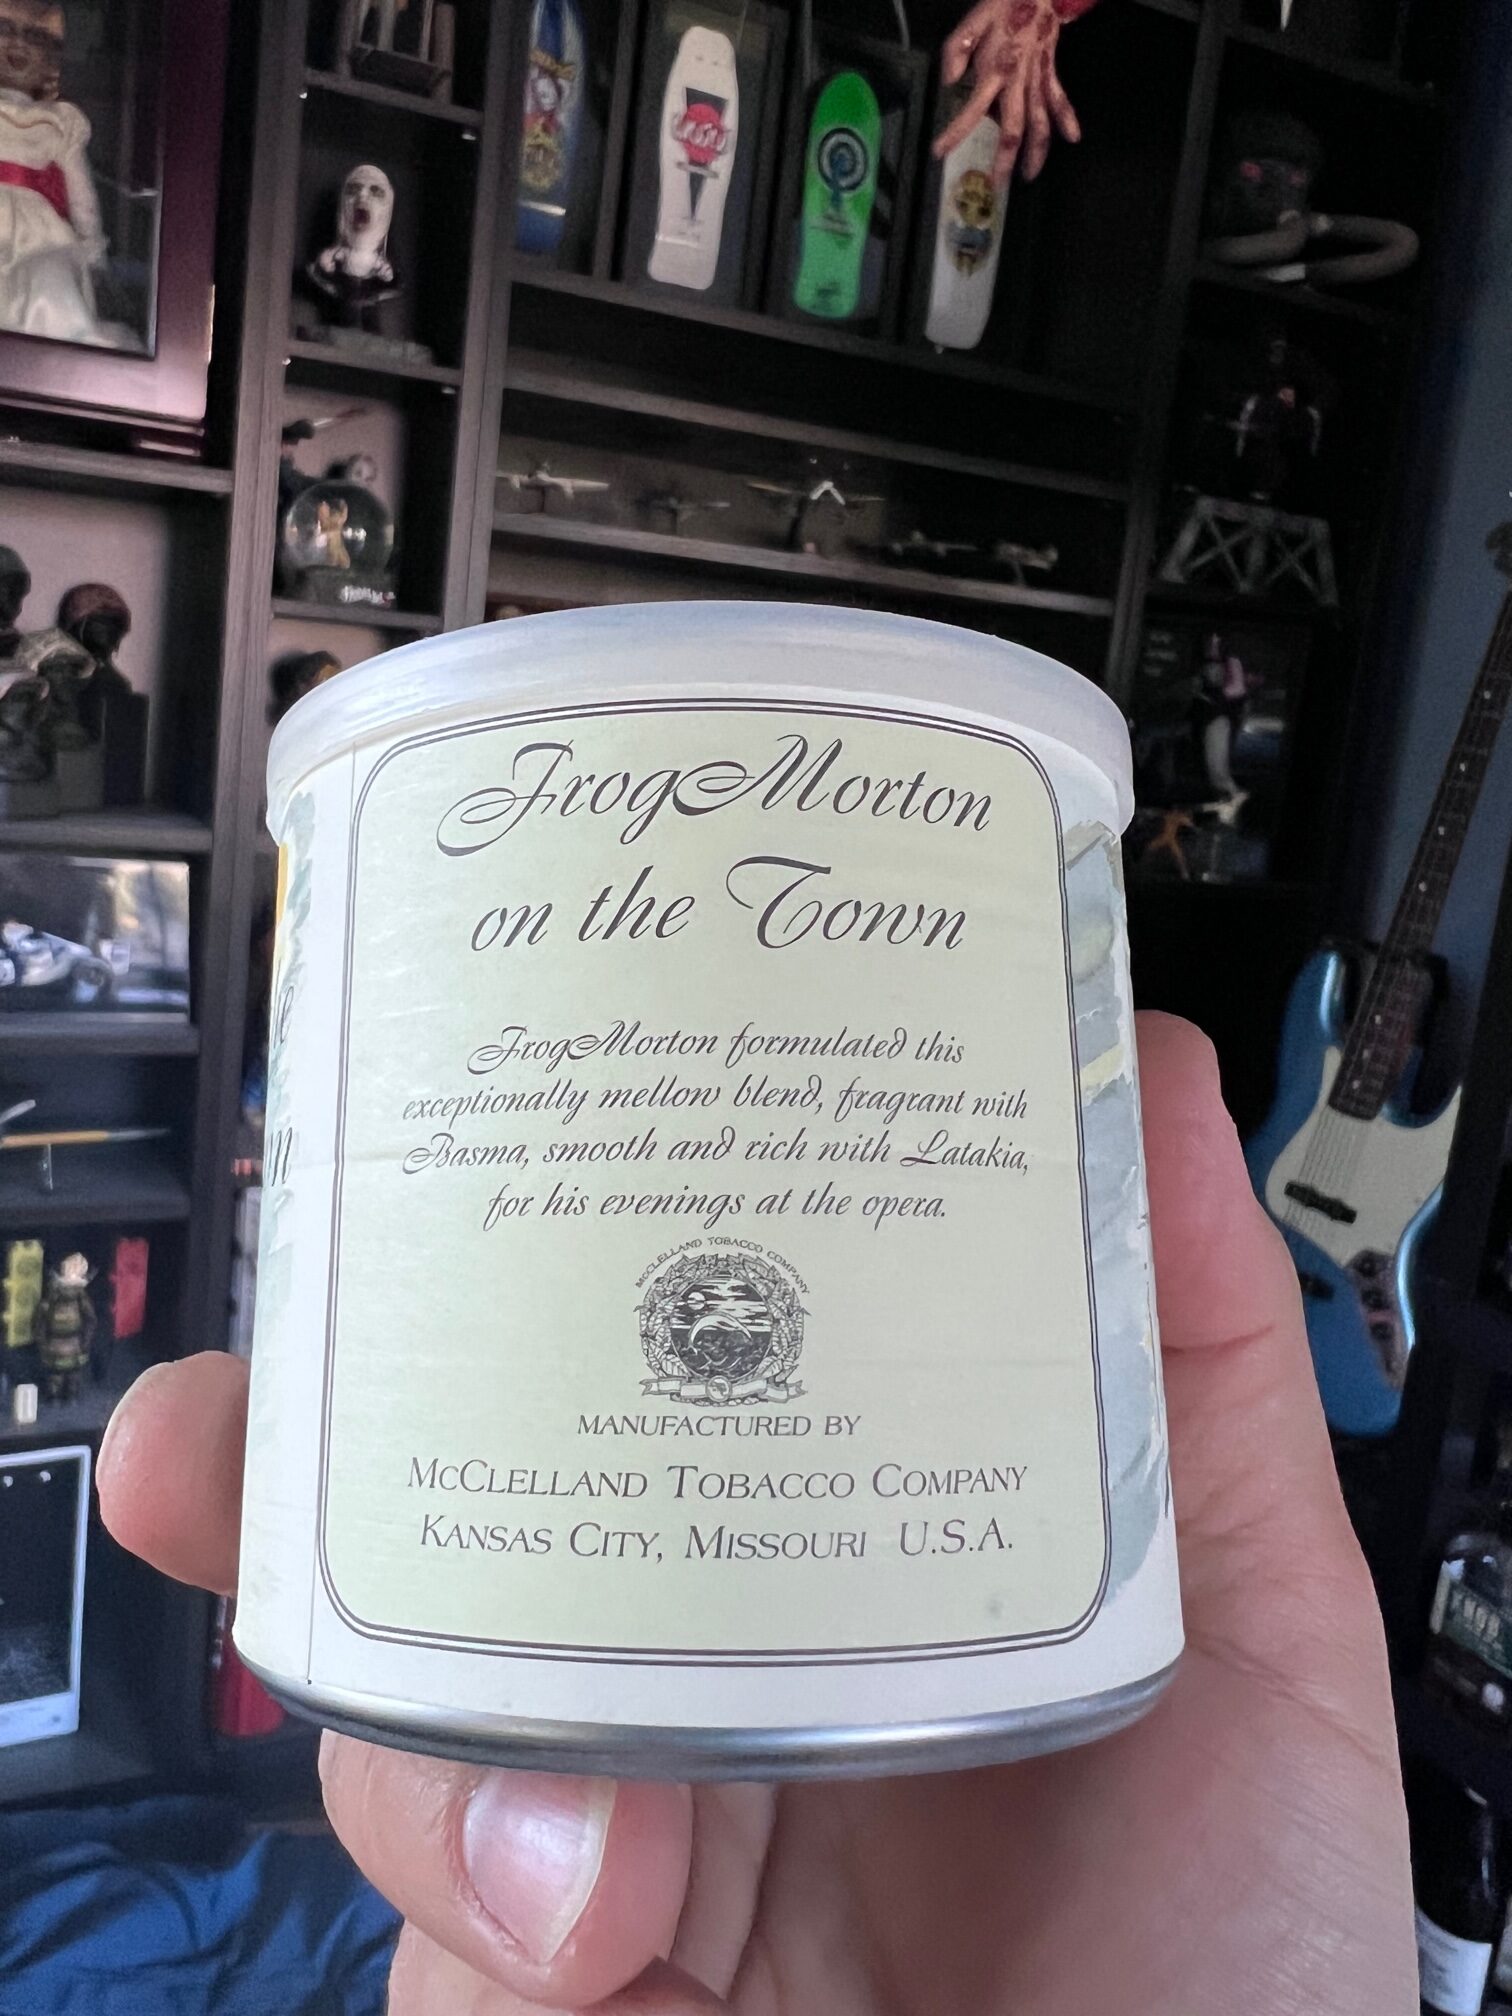 FrogMorton
on the Town
FrogMorton formulated this
exceptionally mellow blend, fragrant with
Basma, smooth and rich with Latakia,
for his evenings at the opera.
McCLELLAND TOBACCO COMPANY
MANUFACTURED BY
McCLELLAND TOBACCO COMPANY
KANSAS CITY, MISSOURI U.S.A.
KNOB